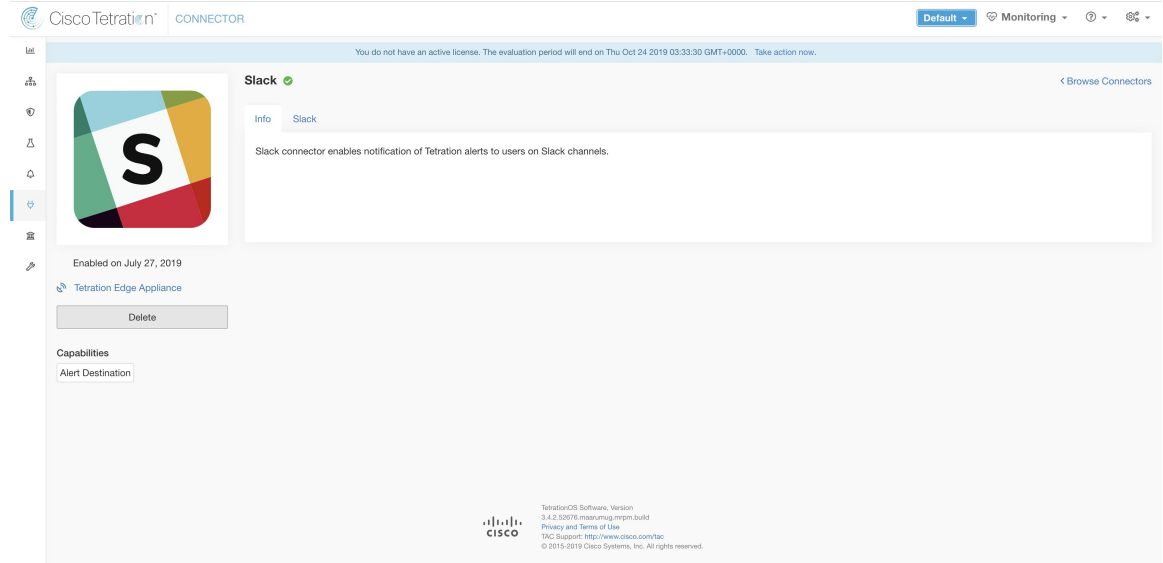 Cisco Tetration™ CONNECTOR Default Monitoring
You do not have an active license. The evaluation period will end on Thu Oct 24 2019 03:33:30 GMT+0000. Take action now.
Slack
Browse Connectors
Info Slack
Slack connector enables notification of Tetration alerts to users on Slack channels.
S
Enabled on July 27, 2019
Tetration Edge Appliance
Delete
Capabilities
Alert Destination
CISCO
TetrationOS Software, Version
3.4.2.52676.maarumug.mrpm.build
Privacy and Terms of Use
TAC Support: http://www.cisco.com/tac
© 2015-2019 Cisco Systems, Inc. All rights reserved.